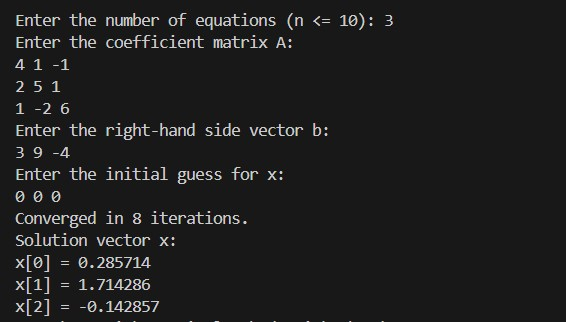 Enter the number of equations (n <= 10): 3
Enter the coefficient matrix A:
4 1 -1
2 5 1
1 -2 6
Enter the right-hand side vector b:
3 9 -4
Enter the initial guess for x:
0 0 0
Converged in 8 iterations.
Solution vector x:
x[0] = 0.285714
x[1] = 1.714286
x[2] = -0.142857